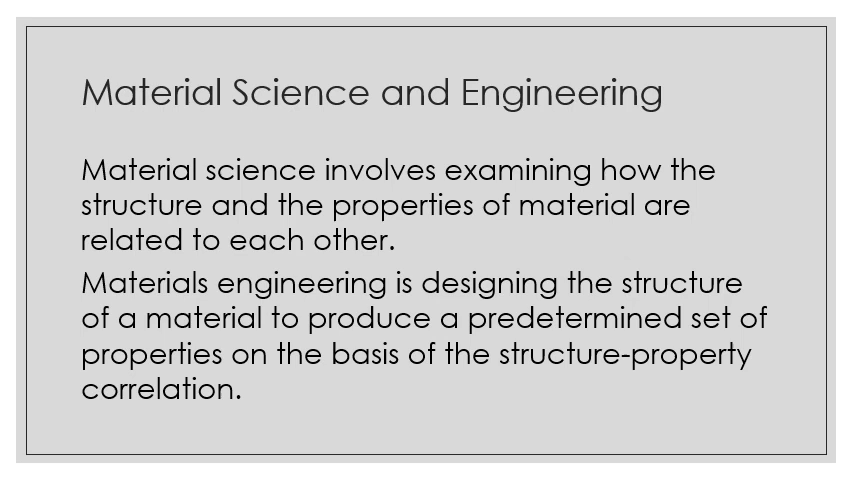 Material Science and Engineering
Material science involves examining how the
structure and the properties of material are
related to each other.
Materials engineering is designing the structure
of a material to produce a predetermined set of
properties on the basis of the structure-property
correlation.